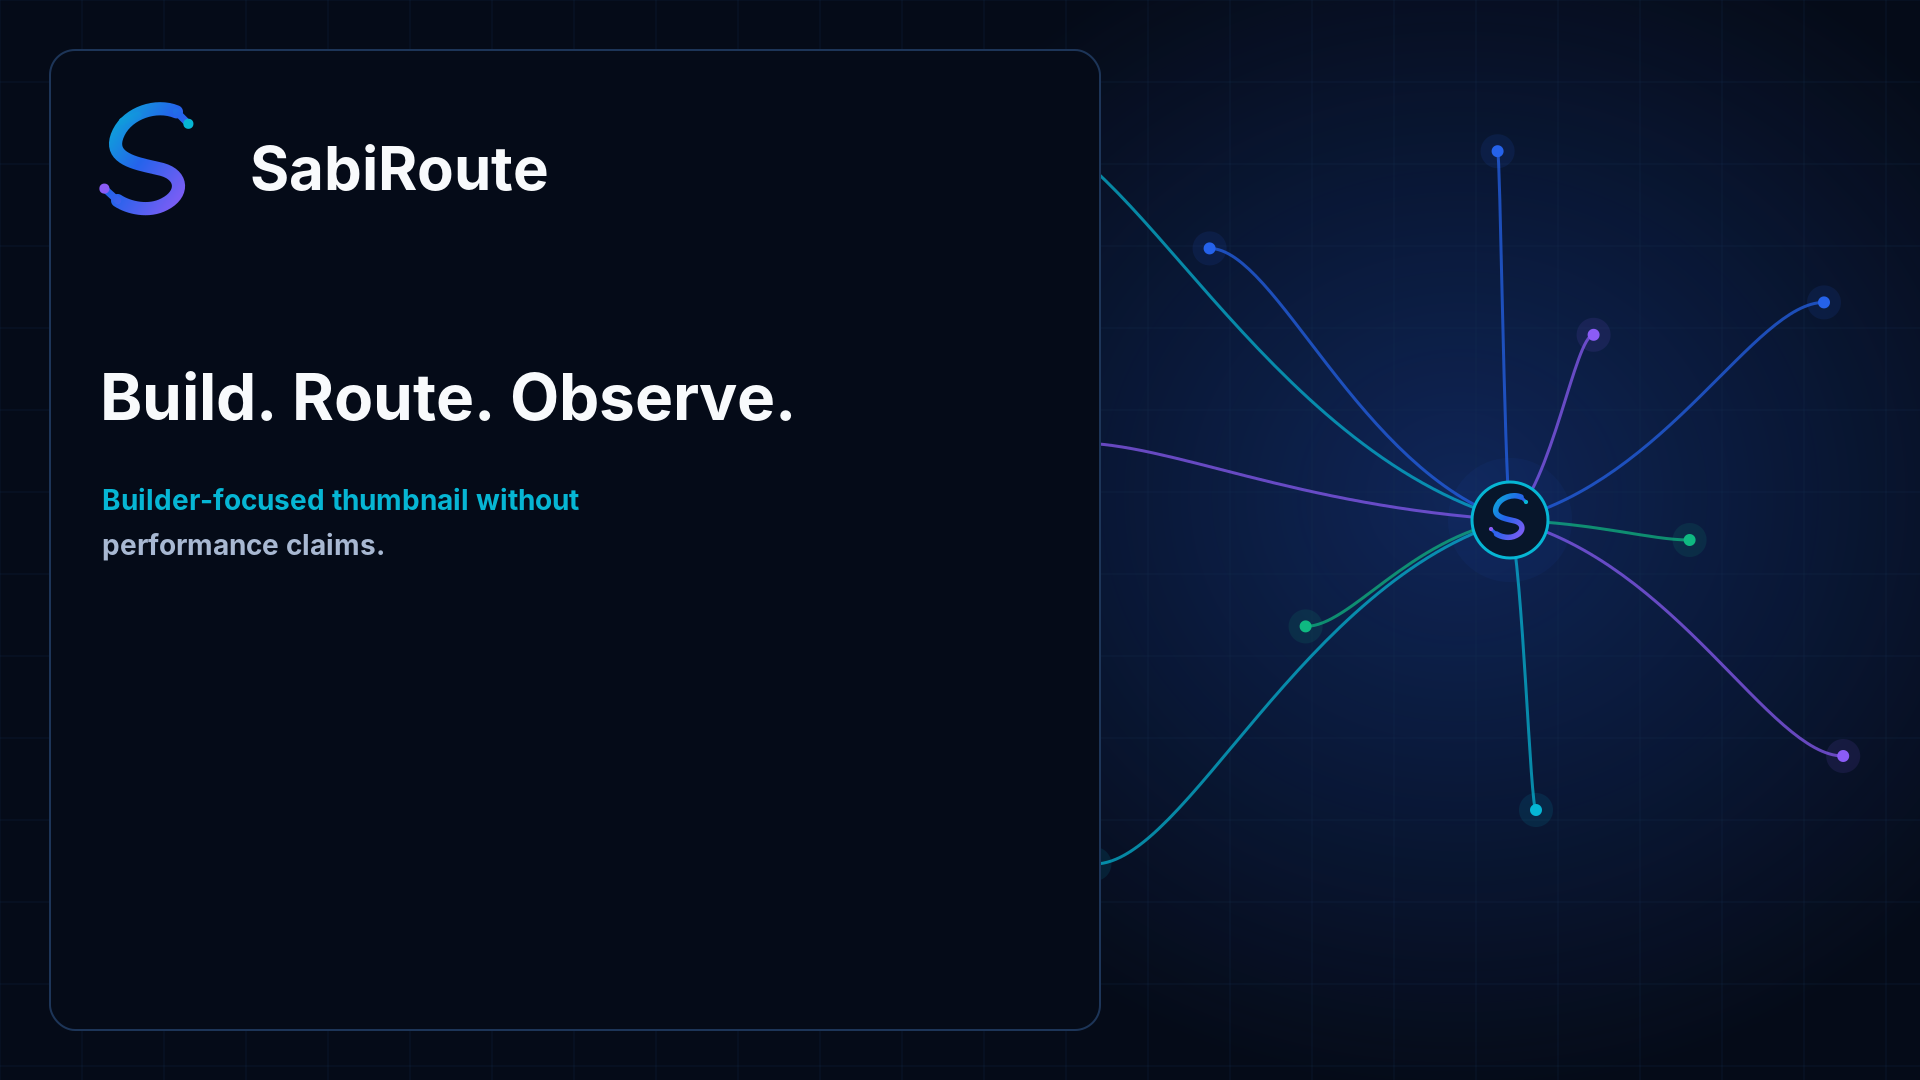 SabiRoute
Build. Route. Observe.
Builder-focused thumbnail without
performance claims.